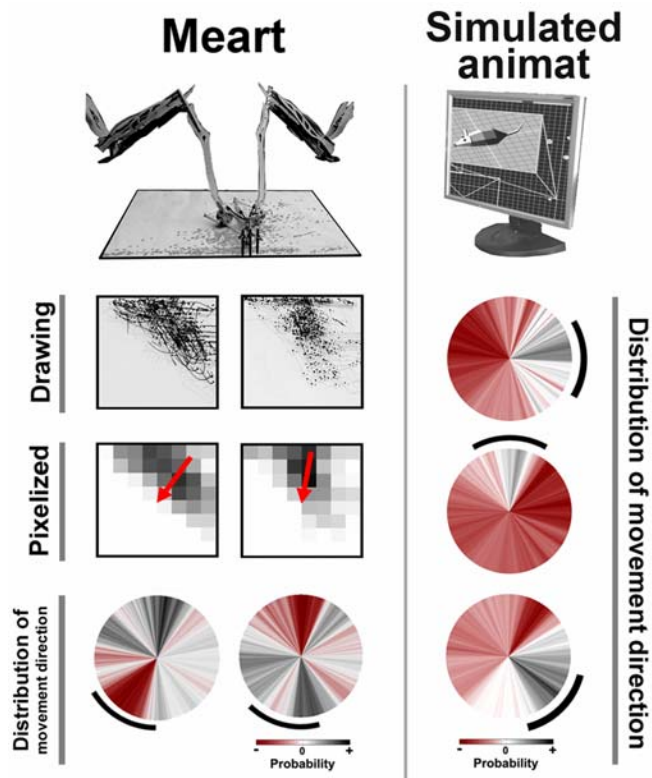 Meart
Simulated
animat
Drawing
Pixelized
Distribution of
movement direction
Distribution of movement direction
- 0 +
Probability
- 0 +
Probability